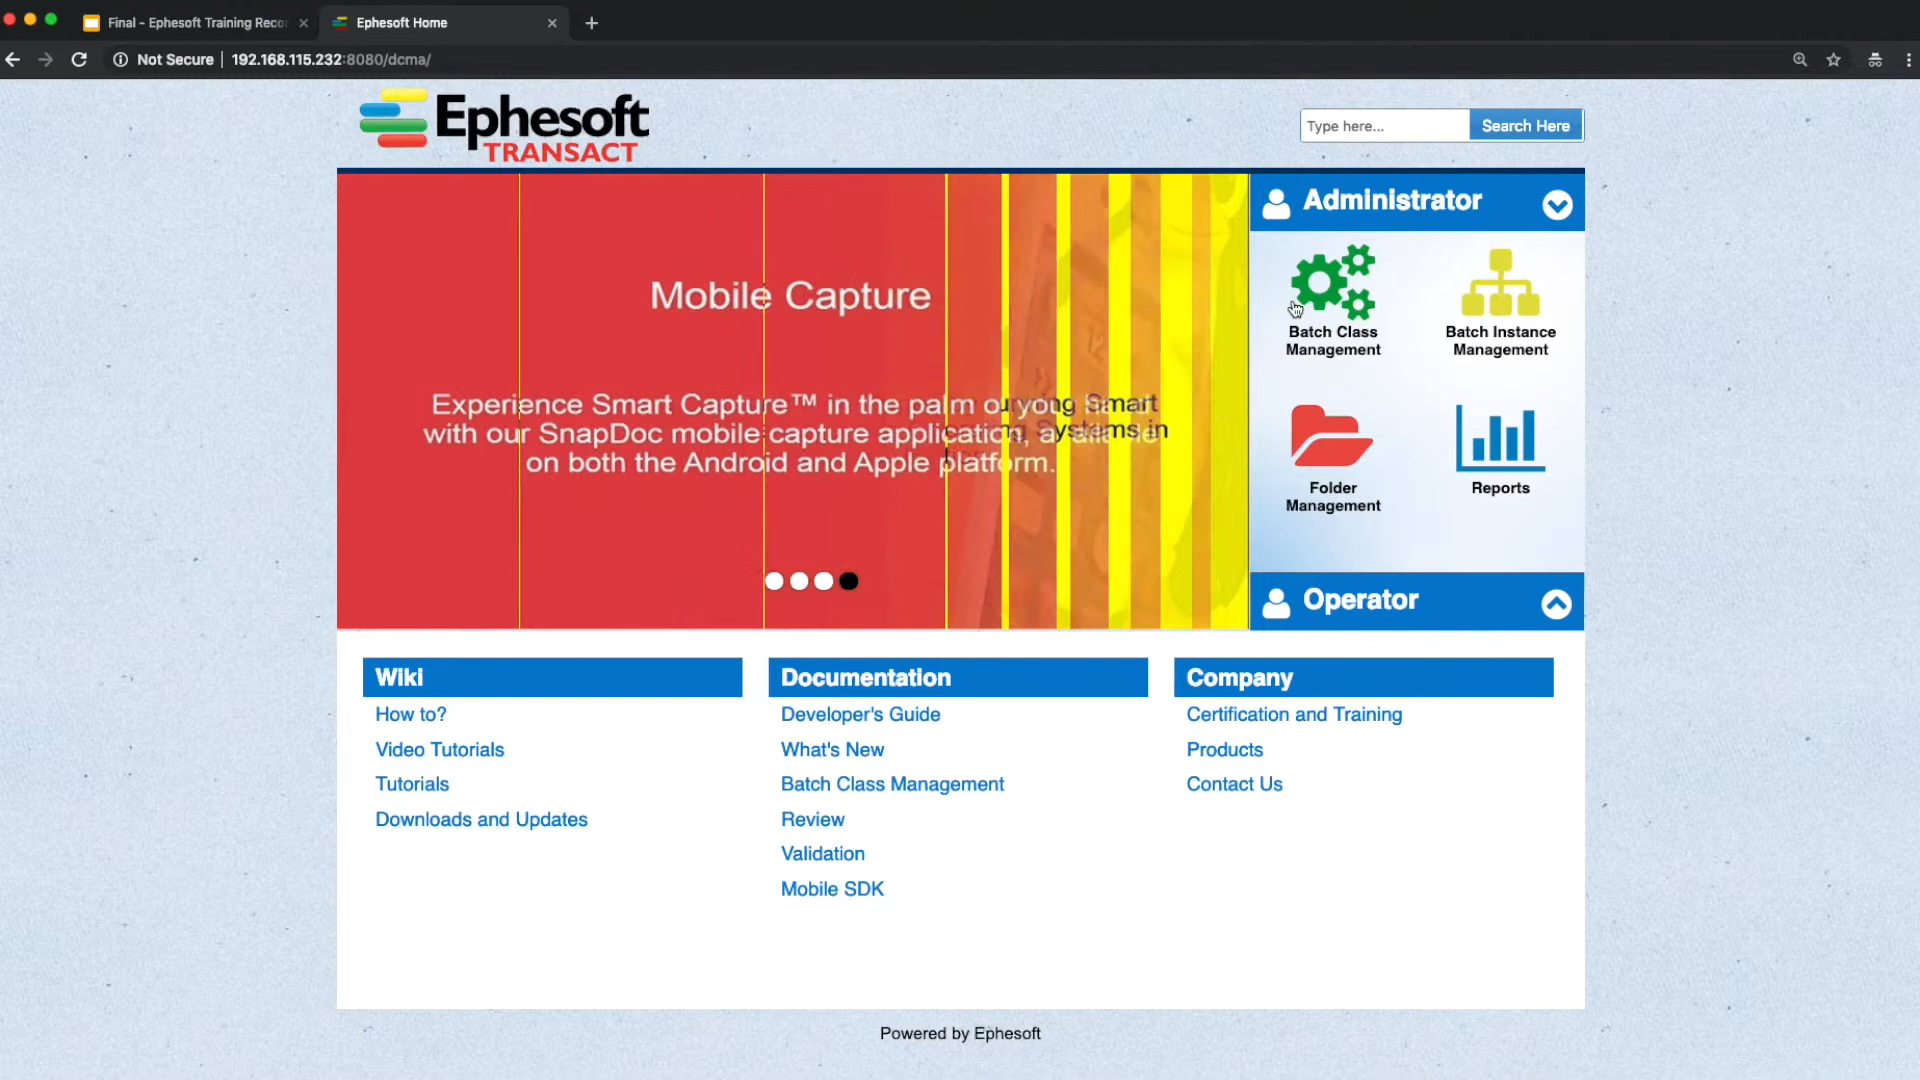 Final - Ephesoft Training Reco
Ephesoft Home
Not Secure | 192.168.115.232:8080/dcma/
Ephesoft
TRANSACT
Type here...
Search Here
Mobile Capture
Experience Smart Capture™ in the palm of your
Smart
with our SnapDoc mobile capture application,
Systems in
on both the Android and Apple platform.
Administrator
Batch Class
Management
Batch Instance
Management
Folder
Management
Reports
Operator
Wiki
How to?
Video Tutorials
Tutorials
Downloads and Updates
Documentation
Developer's Guide
What's New
Batch Class Management
Review
Validation
Mobile SDK
Company
Certification and Training
Products
Contact Us
Powered by Ephesoft